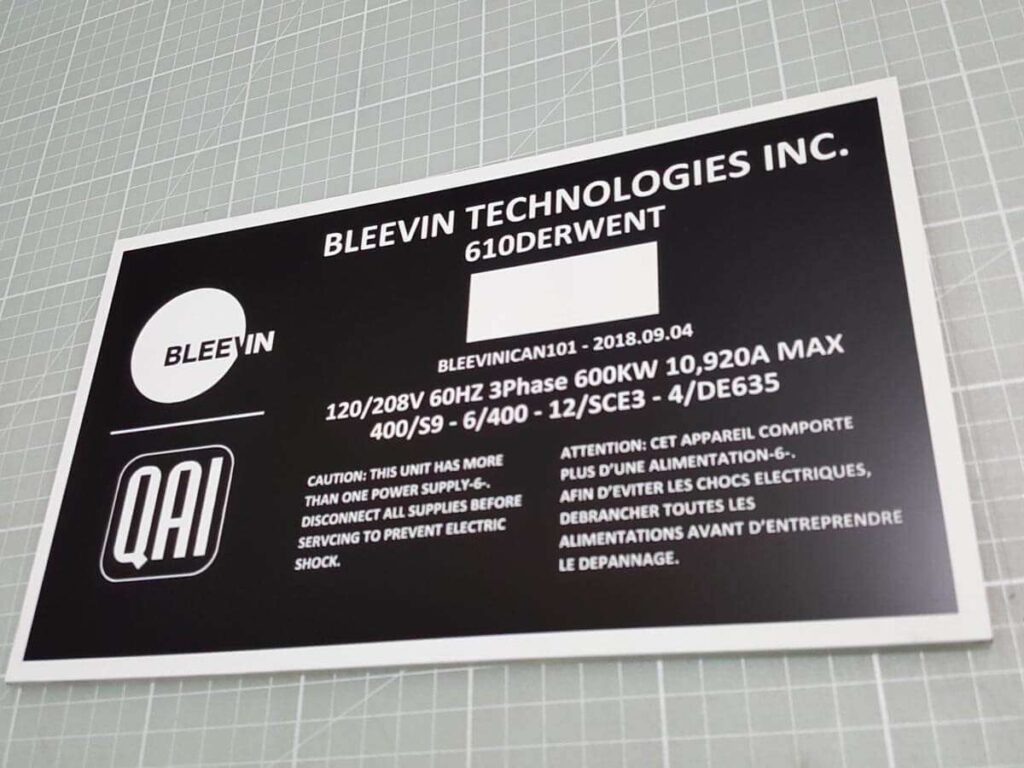 BLEEVIN TECHNOLOGIES INC.
610DERWENT
BLEEVINICAN101 - 2018.09.04
120/208V 60HZ 3Phase 600KW 10,920A MAX
400/S9 - 6/400 - 12/SCE3 - 4/DE635
BLEEVIN
QAI
CAUTION: THIS UNIT HAS MORE
THAN ONE POWER SUPPLY-6-.
DISCONNECT ALL SUPPLIES BEFORE
SERVCING TO PREVENT ELECTRIC
SHOCK.
ATTENTION: CET APPAREIL COMPORTE
PLUS D'UNE ALIMENTATION-6-.
AFIN D'EVITER LES CHOCS ELECTRIQUES,
DEBRANCHER TOUTES LES
ALIMENTATIONS AVANT D'ENTREPRENDRE
LE DEPANNAGE.